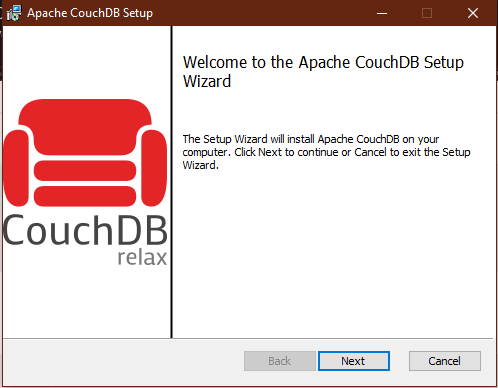 Apache CouchDB Setup
Welcome to the Apache CouchDB Setup
Wizard
The Setup Wizard will install Apache CouchDB on your
computer. Click Next to continue or Cancel to exit the Setup
Wizard.
CouchDB
relax
Back
Next
Cancel